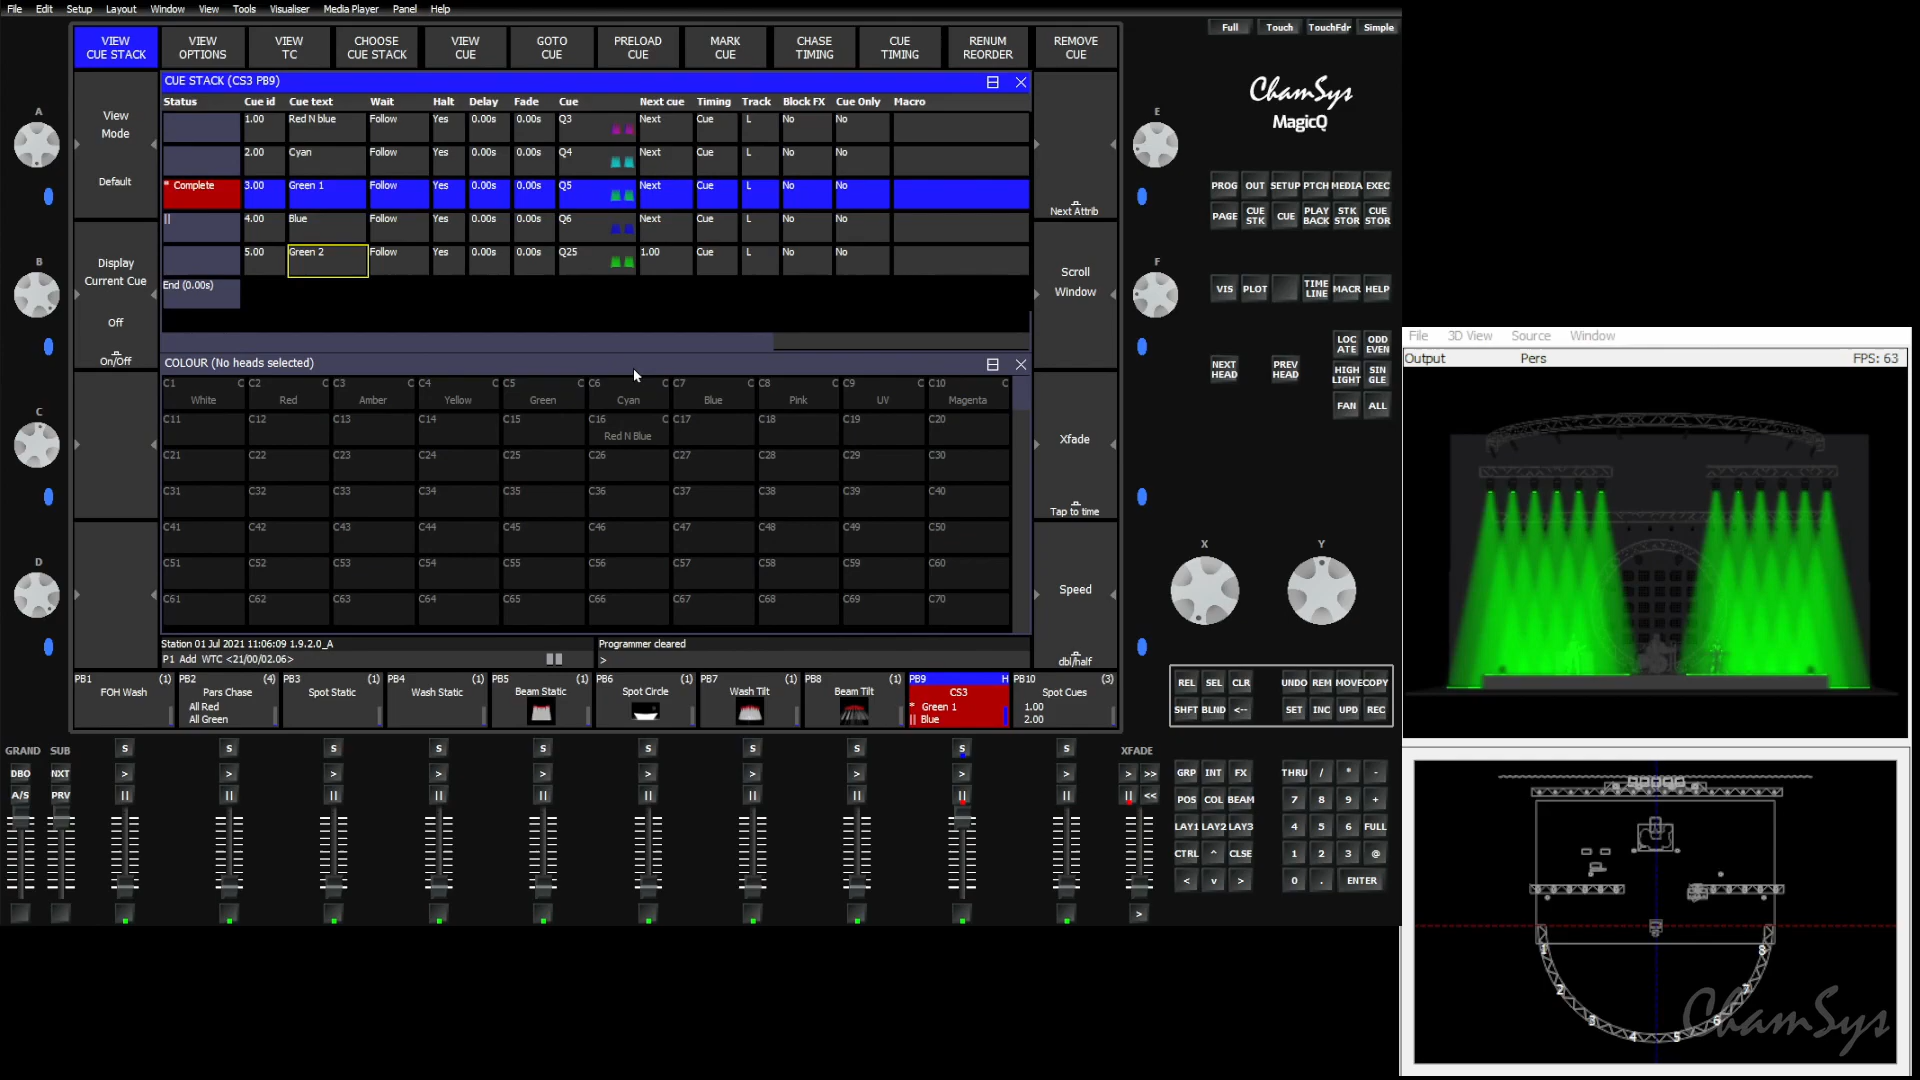 File Edit Setup Layout Window View Tools Visualiser Media Player Panel Help
Full Touch TouchFdr Simple
VIEW CUE STACK
VIEW OPTIONS
VIEW TC
CHOOSE CUE STACK
VIEW CUE
GOTO CUE
PRELOAD CUE
MARK CUE
CHASE TIMING
CUE TIMING
RENUM REORDER
REMOVE CUE
CUE STACK (CS3 PB9)
Status Cue id Cue text Wait Halt Delay Fade Cue Next cue Timing Track Block FX Cue Only Macro
1.00 Red N blue Follow Yes 0.00s 0.00s Q3 Next Cue L No No
2.00 Cyan Follow Yes 0.00s 0.00s Q4 Next Cue L No No
* Complete 3.00 Green 1 Follow Yes 0.00s 0.00s Q5 Next Cue L No No
|| 4.00 Blue Follow Yes 0.00s 0.00s Q6 Next Cue L No No
5.00 Green 2 Follow Yes 0.00s 0.00s Q25 1.00 Cue L No No
End (0.00s)
A
View
Mode
Default
B
Display
Current Cue
Off
On/Off
C
D
E
Next Attrib
F
Scroll
Window
Xfade
Tap to time
Speed
dbl/half
COLOUR (No heads selected)
C1 C C2 C C3 C C4 C C5 C C6 C C7 C C8 C C9 C C10 C
White Red Amber Yellow Green Cyan Blue Pink UV Magenta
C11 C12 C13 C14 C15 C16 C C17 C18 C19 C20
Red N Blue
C21 C22 C23 C24 C25 C26 C27 C28 C29 C30
C31 C32 C33 C34 C35 C36 C37 C38 C39 C40
C41 C42 C43 C44 C45 C46 C47 C48 C49 C50
C51 C52 C53 C54 C55 C56 C57 C58 C59 C60
C61 C62 C63 C64 C65 C66 C67 C68 C69 C70
Station 01 Jul 2021 11:06:09 1.9.2.0_A
Programmer cleared
P1 Add WTC <21/00/02.06>
>
PB1 (1) PB2 (4) PB3 (1) PB4 (1) PB5 (1) PB6 (1) PB7 (1) PB8 (1) PB9 H PB10 (3)
FOH Wash Pars Chase Spot Static Wash Static Beam Static Spot Circle Wash Tilt Beam Tilt CS3 Spot Cues
All Red * Green 1 1.00
All Green || Blue 2.00
GRAND SUB
S S S S S S S S S S
XFADE
DBO NXT > > > > > > > > > > > >>
A/S PRV || || || || || || || || || || || <<
>
ChamSys
MagicQ
PROG OUT SETUP PTCH MEDIA EXEC
PAGE CUE STK CUE PLAY BACK STK STOR CUE STOR
VIS PLOT TIME LINE MACR HELP
LOC ATE ODD EVEN
NEXT HEAD PREV HEAD HIGH LIGHT SIN GLE
FAN ALL
X Y
REL SEL CLR UNDO REM MOVE COPY
SHFT BLND <-- SET INC UPD REC
GRP INT FX THRU / * -
POS COL BEAM 7 8 9 +
LAY1 LAY2 LAY3 4 5 6 FULL
CTRL ^ CLSE 1 2 3 @
< v > 0 . ENTER
File 3D View Source Window
Output Pers FPS: 63
1 8
2 7
3 6
4 5
ChamSys